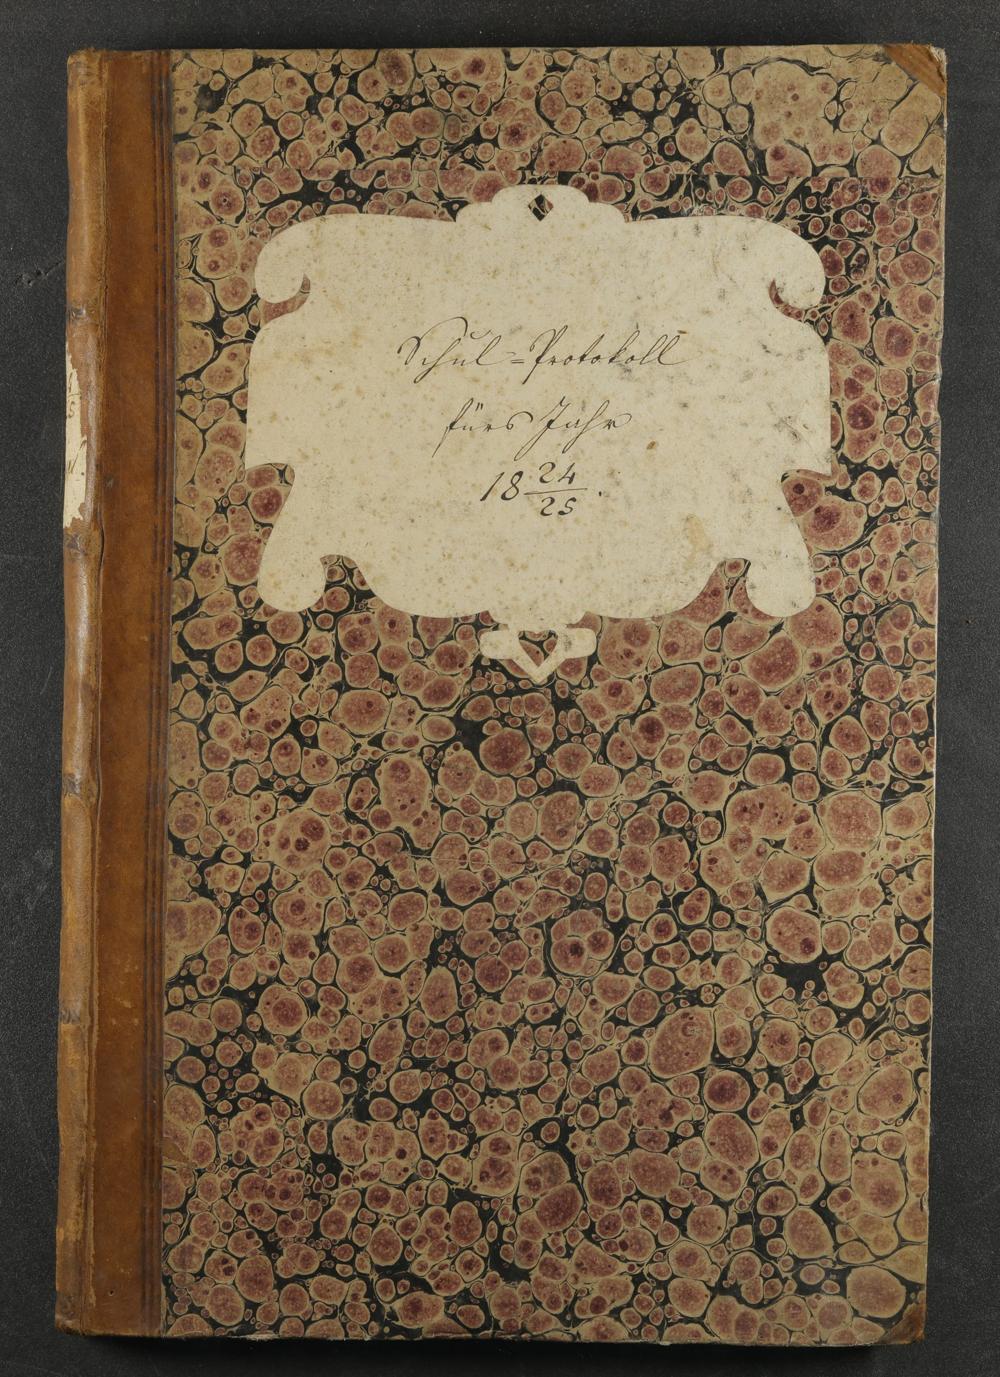 Schul=Protokoll
fürs Jahr
18 24/25.